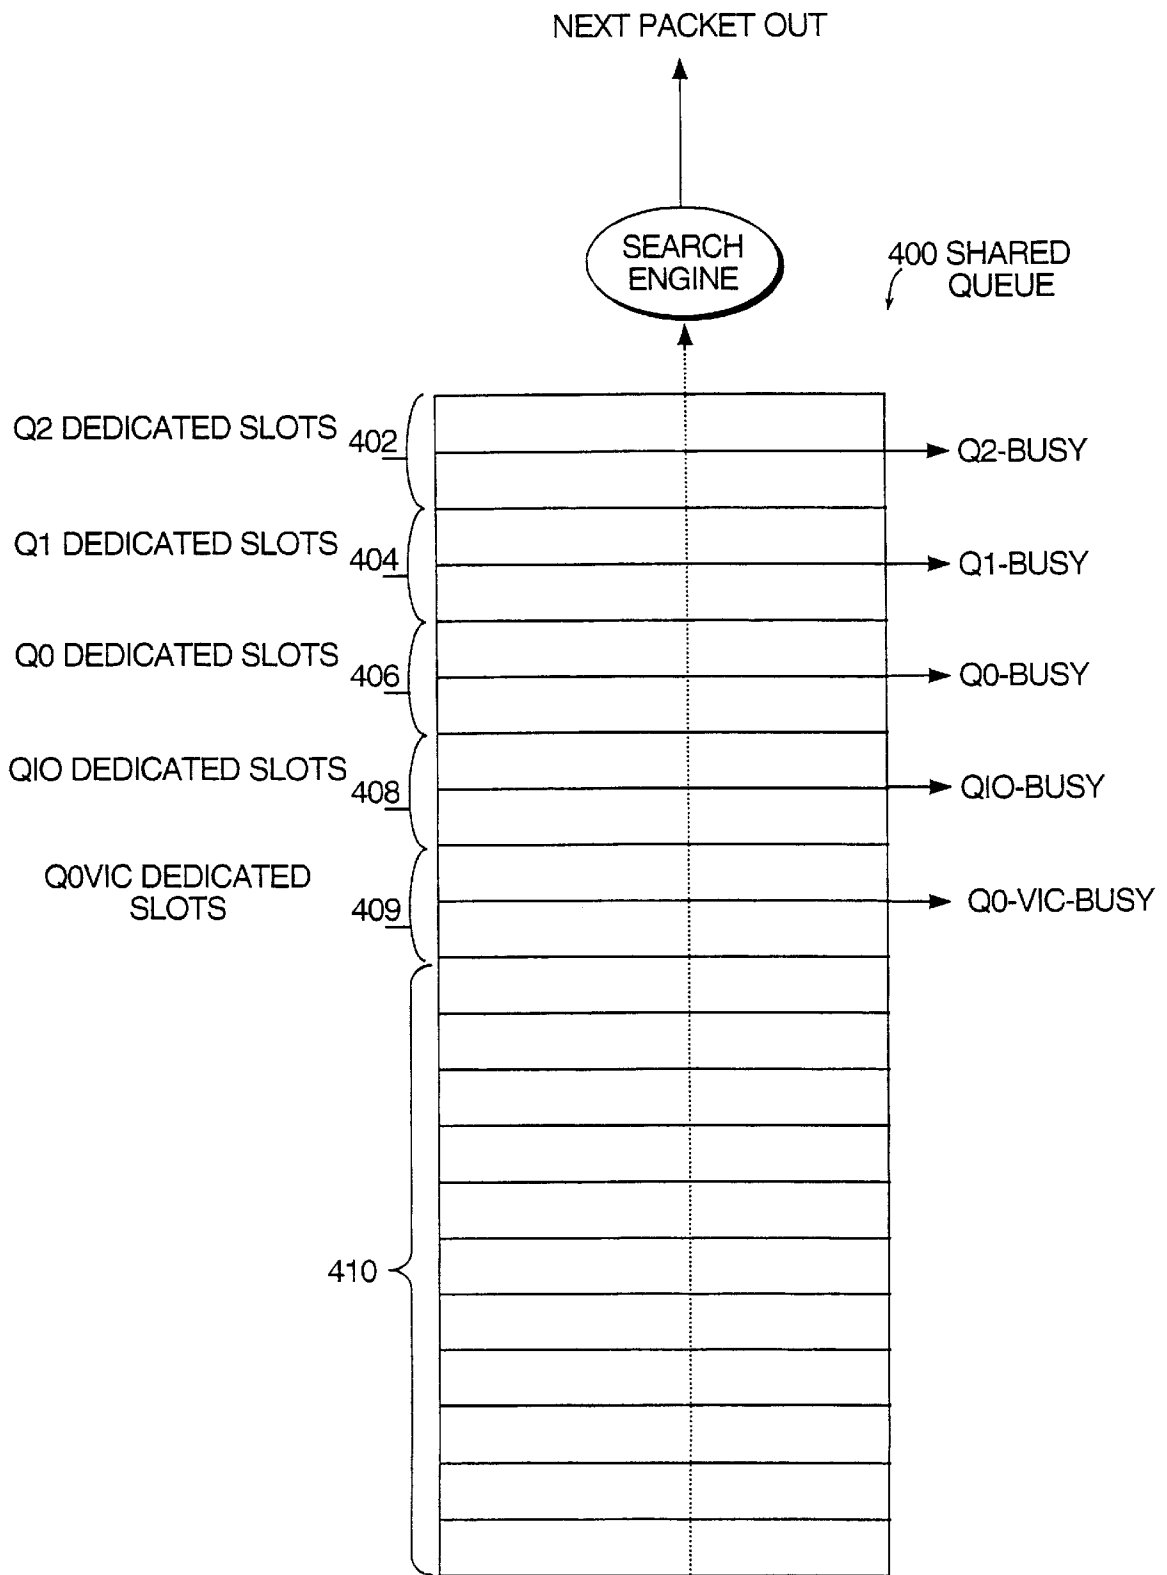 NEXT PACKET OUT
SEARCH
ENGINE
400 SHARED
QUEUE
Q2 DEDICATED SLOTS 402
Q2-BUSY
Q1 DEDICATED SLOTS 404
Q1-BUSY
Q0 DEDICATED SLOTS 406
Q0-BUSY
QIO DEDICATED SLOTS 408
QIO-BUSY
Q0VIC DEDICATED
SLOTS 409
Q0-VIC-BUSY
410